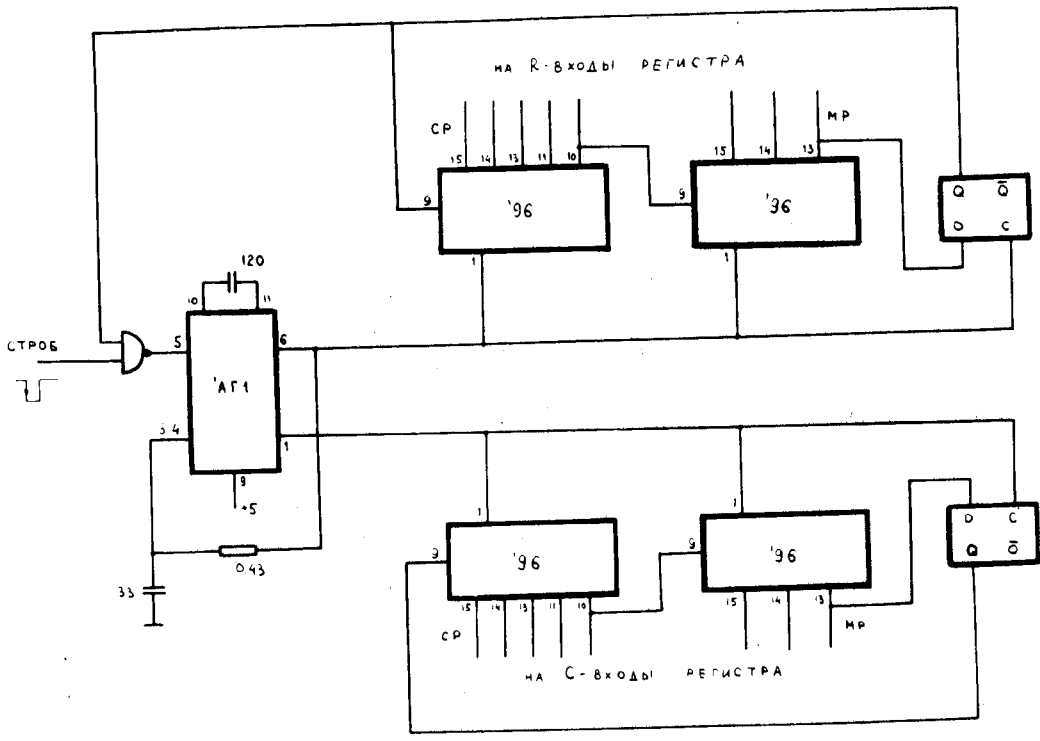 НА R-ВХОДЫ РЕГИСТРА
СР
МР
15 14 13 11 10
15 14 13
9
'96
9
'96
Q Q̅
D C
1
1
120
10 11
СТРОБ
5
6
'АГ1
3 4
1
9
+5
0.43
33
1
1
9
'96
9
'96
D C
Q Q̅
15 14 13 11 10
15 14 13
СР
МР
НА С-ВХОДЫ РЕГИСТРА